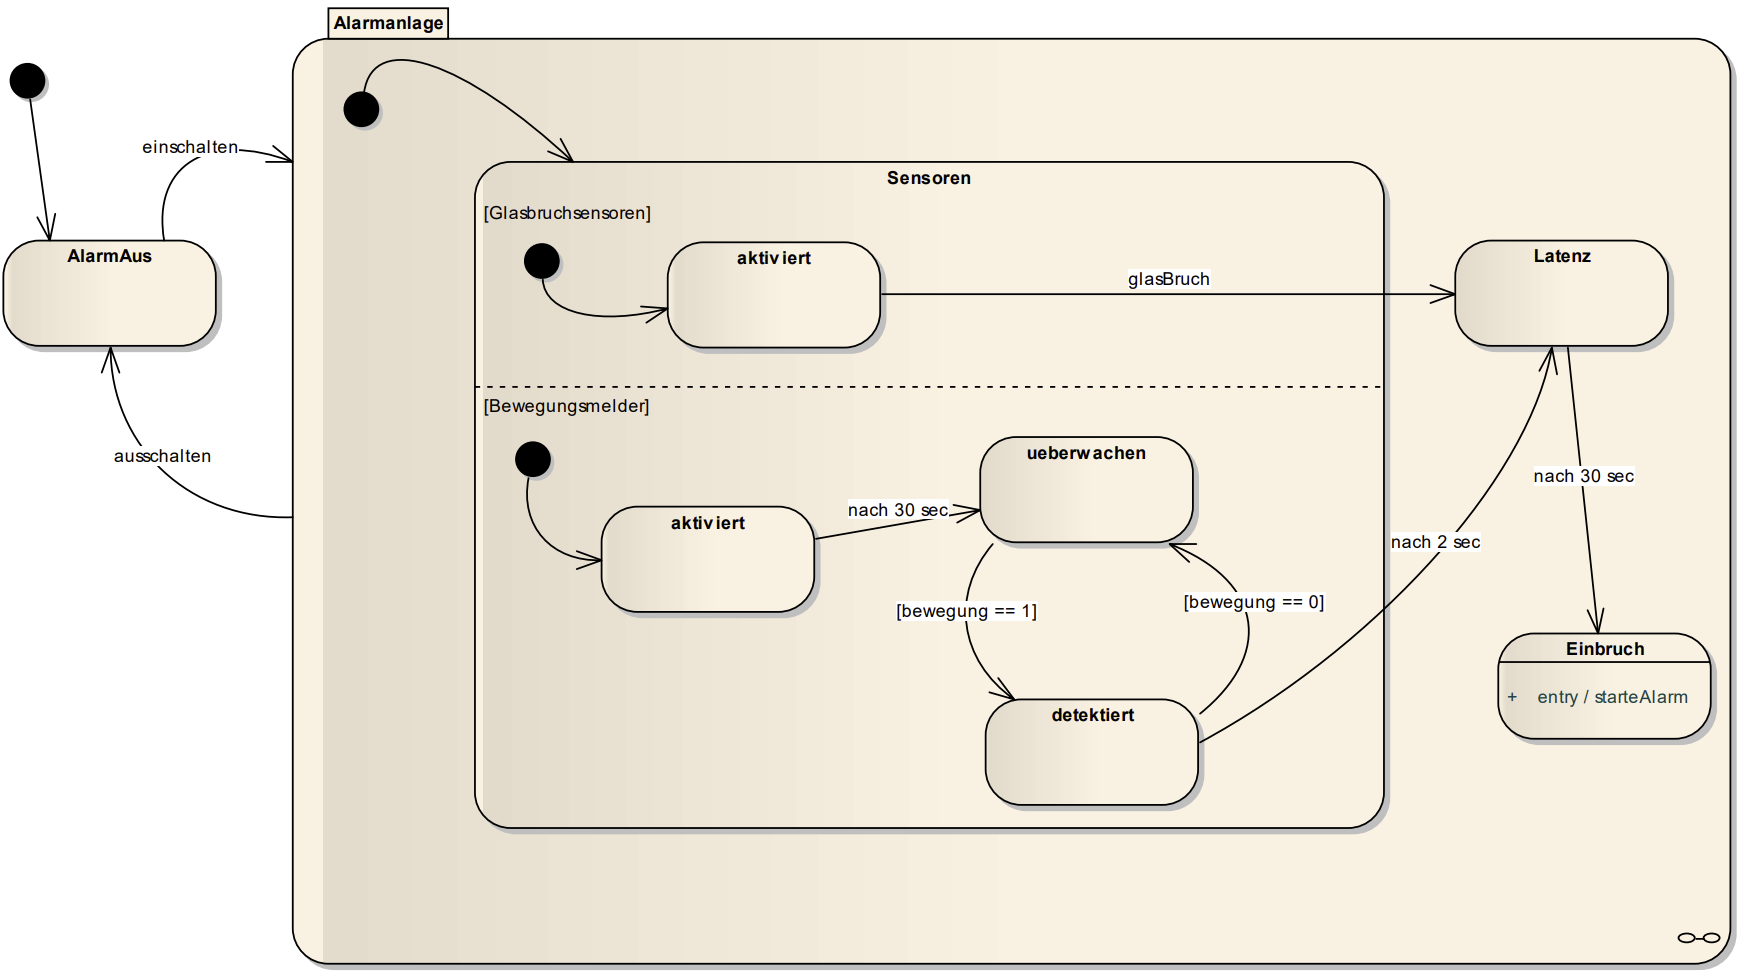 Alarmanlage
einschalten
AlarmAus
ausschalten
Sensoren
[Glasbruchsensoren]
aktiviert
glasBruch
Latenz
[Bewegungsmelder]
ueberwachen
nach 30 sec
aktiviert
nach 30 sec
nach 2 sec
[bewegung == 1]
[bewegung == 0]
detektiert
Einbruch
+ entry / starteAlarm